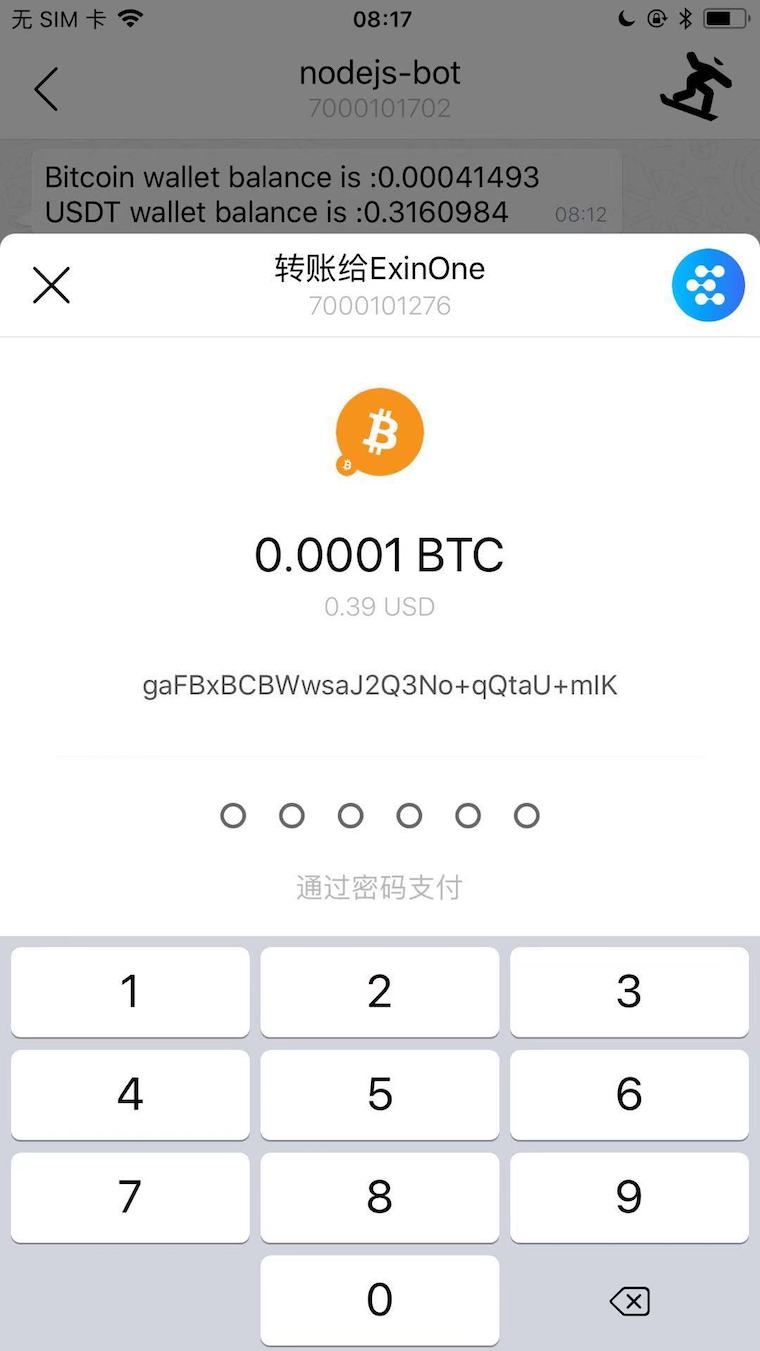 无 SIM 卡 08:17
nodejs-bot
7000101702
Bitcoin wallet balance is :0.00041493
USDT wallet balance is :0.3160984 08:12
转账给ExinOne
7000101276
0.0001 BTC
0.39 USD
gaFBxBCBWwsaJ2Q3No+qQtaU+mIK
通过密码支付
1 2 3
4 5 6
7 8 9
0